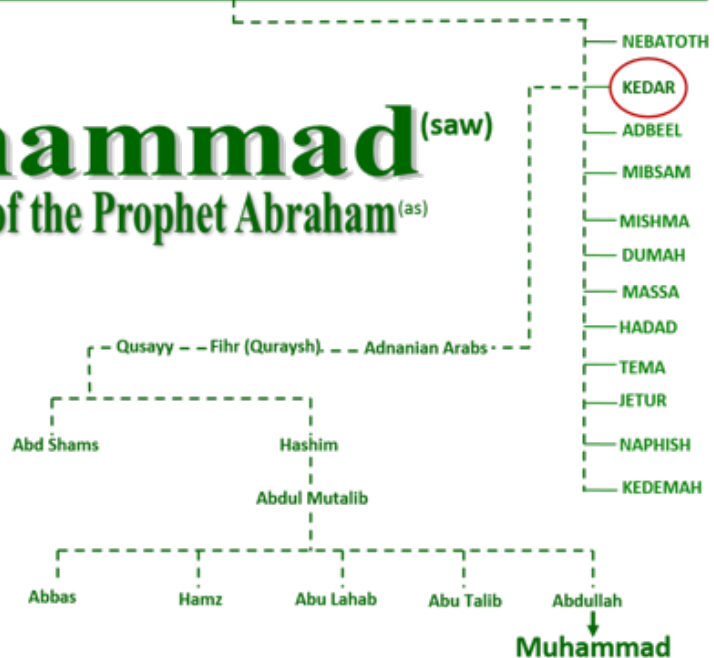 NEBATOTH
KEDAR
ADBEEL
MIBSAM
MISHMA
DUMAH
MASSA
HADAD
TEMA
JETUR
NAPHISH
KEDEMAH
ammad(saw)
of the Prophet Abraham(as)
Qusayy Fihr (Quraysh) Adnanian Arabs
Abd Shams Hashim
Abdul Mutalib
Abbas Hamz Abu Lahab Abu Talib Abdullah
Muhammad